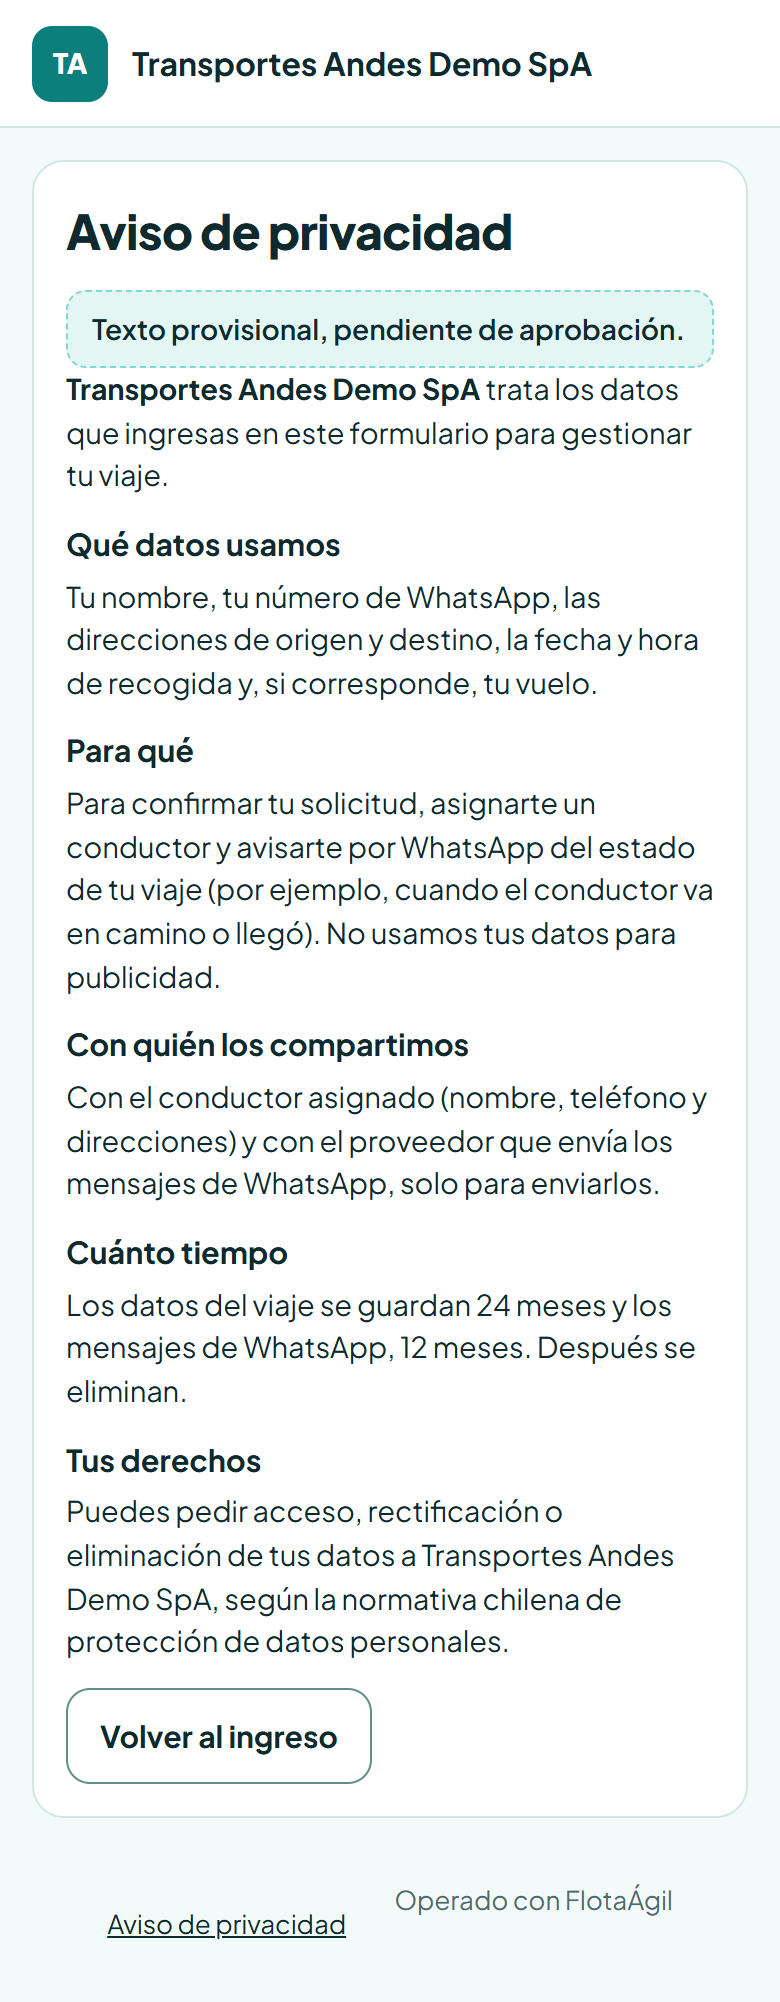 TA
Transportes Andes Demo SpA
Aviso de privacidad
Texto provisional, pendiente de aprobación.
Transportes Andes Demo SpA trata los datos
que ingresas en este formulario para gestionar
tu viaje.
Qué datos usamos
Tu nombre, tu número de WhatsApp, las
direcciones de origen y destino, la fecha y hora
de recogida y, si corresponde, tu vuelo.
Para qué
Para confirmar tu solicitud, asignarte un
conductor y avisarte por WhatsApp del estado
de tu viaje (por ejemplo, cuando el conductor va
en camino o llegó). No usamos tus datos para
publicidad.
Con quién los compartimos
Con el conductor asignado (nombre, teléfono y
direcciones) y con el proveedor que envía los
mensajes de WhatsApp, solo para enviarlos.
Cuánto tiempo
Los datos del viaje se guardan 24 meses y los
mensajes de WhatsApp, 12 meses. Después se
eliminan.
Tus derechos
Puedes pedir acceso, rectificación o
eliminación de tus datos a Transportes Andes
Demo SpA, según la normativa chilena de
protección de datos personales.
Volver al ingreso
Aviso de privacidad
Operado con FlotaÁgil